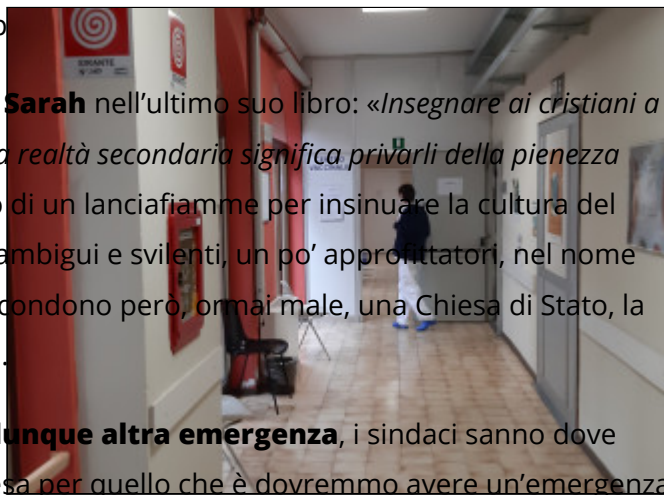 Sarah nell’ultimo suo libro: «Insegnare ai cristiani a
realtà secondaria significa privarli della pienezza
di un lanciafiamme per insinuare la cultura del
ambigui e svilenti, un po’ approfittatori, nel nome
condono però, ormai male, una Chiesa di Stato, la
.
unque altra emergenza, i sindaci sanno dove
sa per quello che è dovremmo avere un’emergenza
IDRANTE